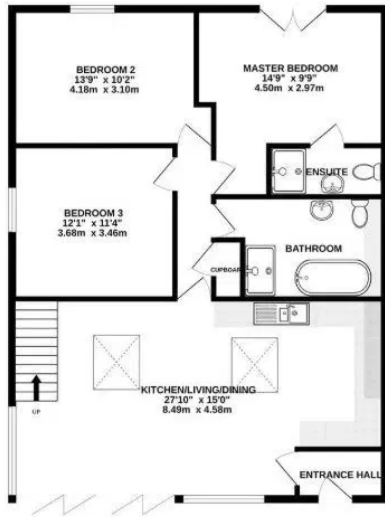 BEDROOM 2
13'9" x 10'2"
4.18m x 3.10m
MASTER BEDROOM
14'9" x 9'9"
4.50m x 2.97m
ENSUITE
BEDROOM 3
12'1" x 11'4"
3.68m x 3.46m
BATHROOM
CUPBOARD
KITCHEN/LIVING/DINING
27'10" x 15'0"
8.49m x 4.58m
UP
ENTRANCE HALL